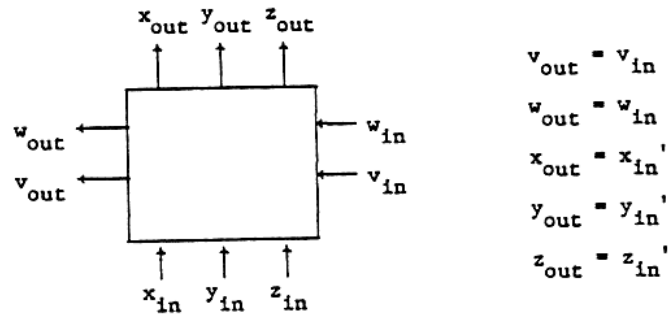 x_out y_out z_out
v_out = v_in
w_out w_in
w_out = w_in
v_out v_in
x_out = x_in'
y_out = y_in'
z_out = z_in'
x_in y_in z_in